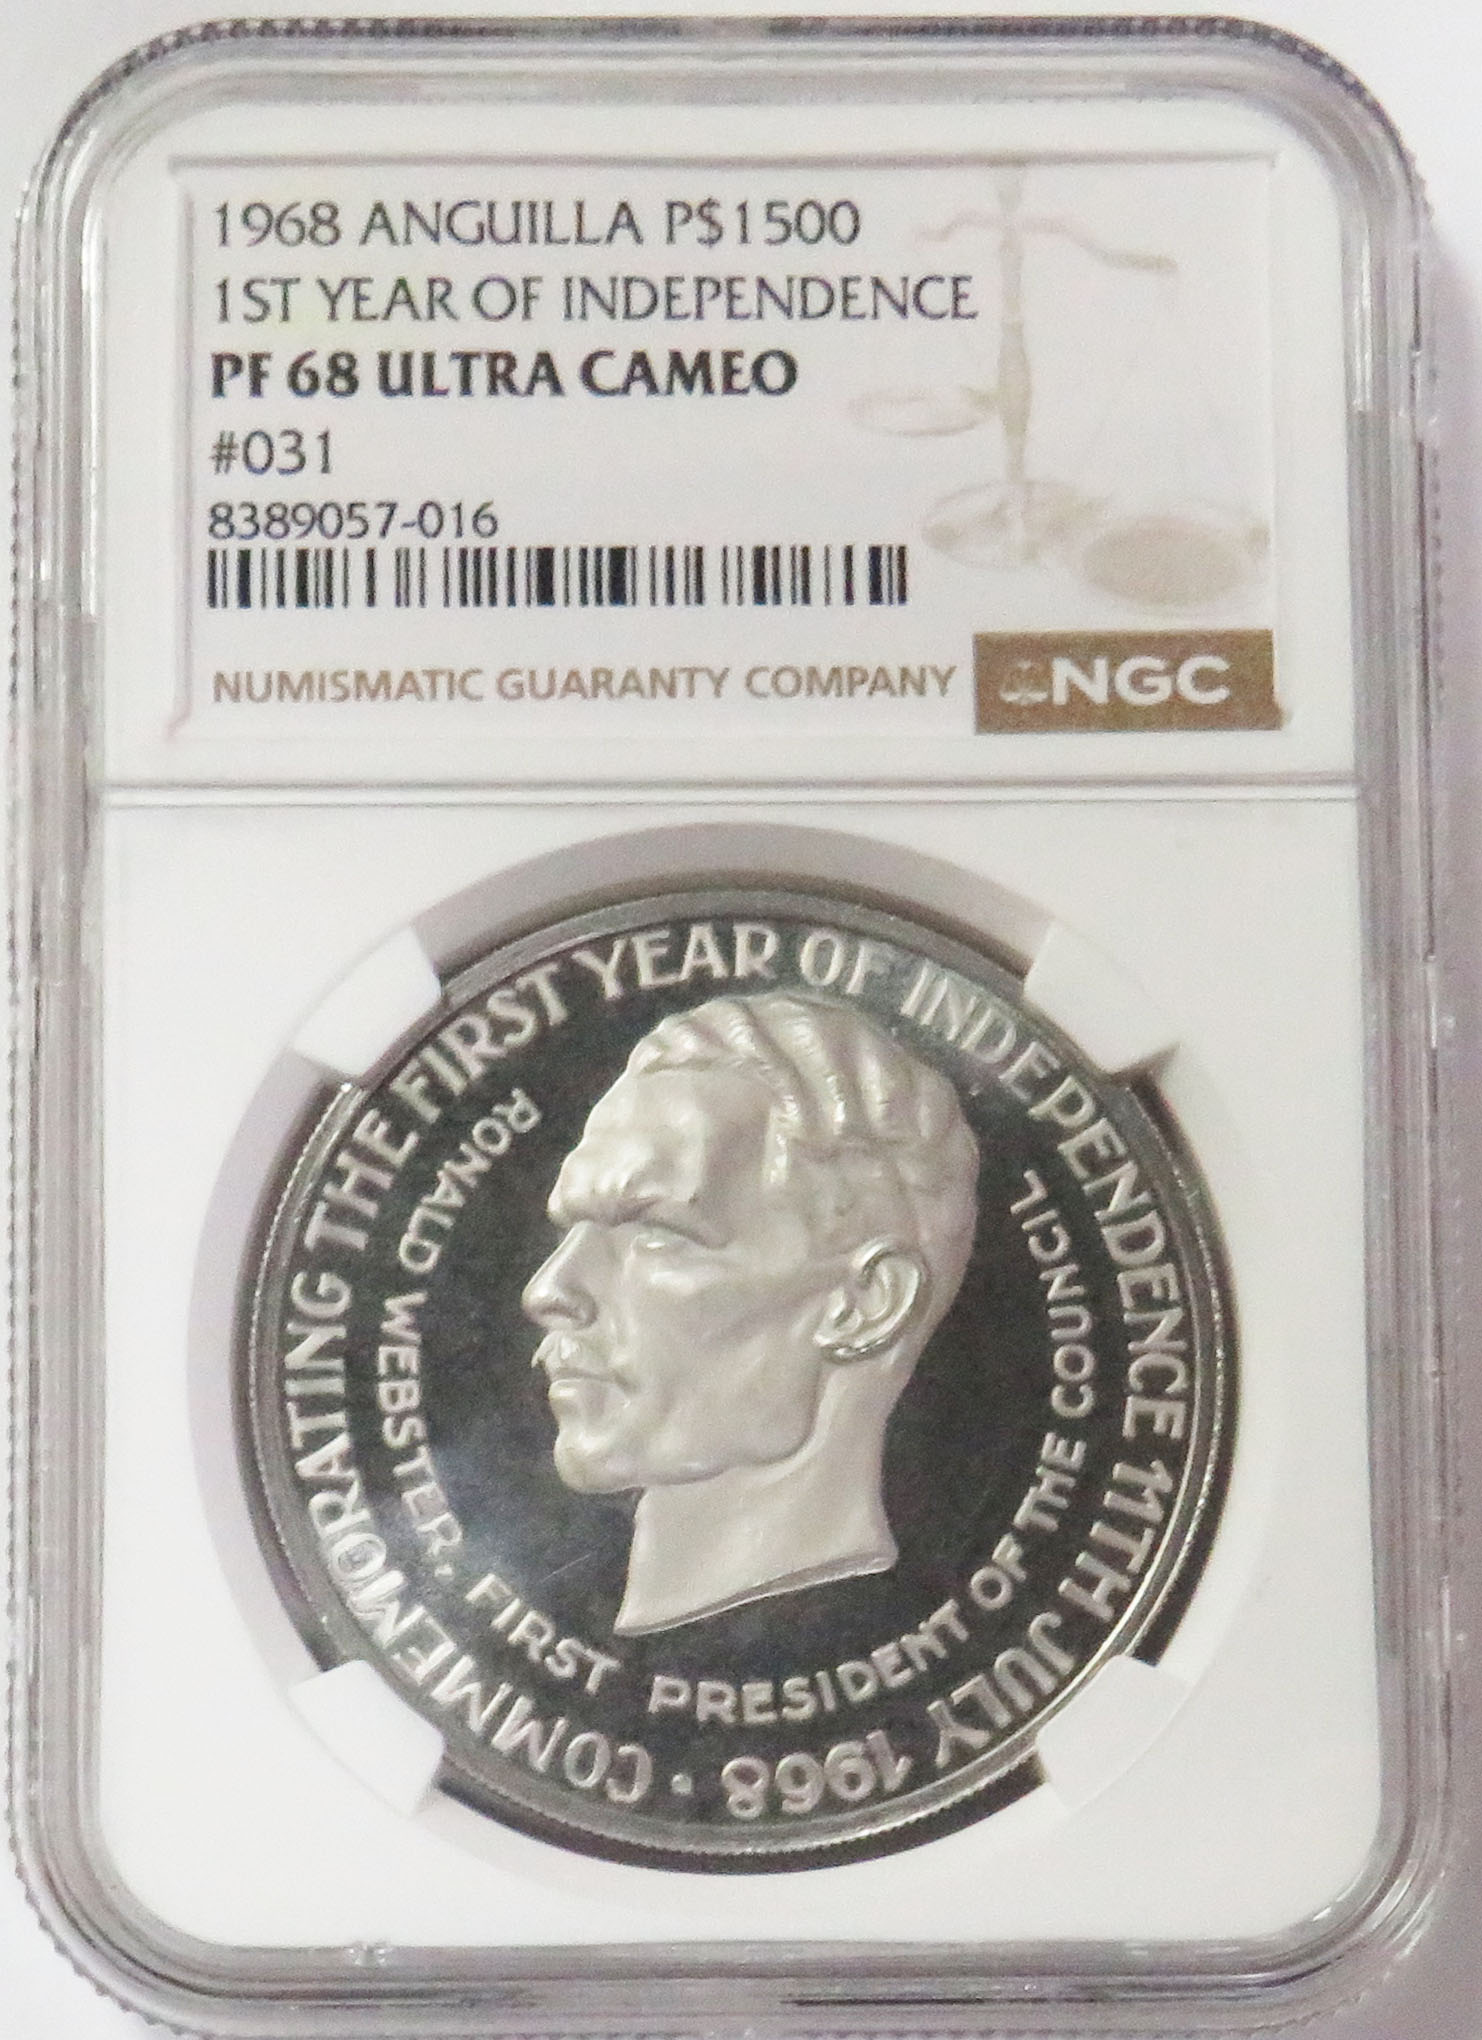 1968 ANGUILLA P$1500
1ST YEAR OF INDEPENDENCE
PF 68 ULTRA CAMEO
#031
8389057-016
NUMISMATIC GUARANTY COMPANY
NGC
COMMEMORATING THE FIRST YEAR OF INDEPENDENCE 11TH JULY 1968 ·
RONALD WEBSTER, FIRST PRESIDENT OF THE COUNCIL